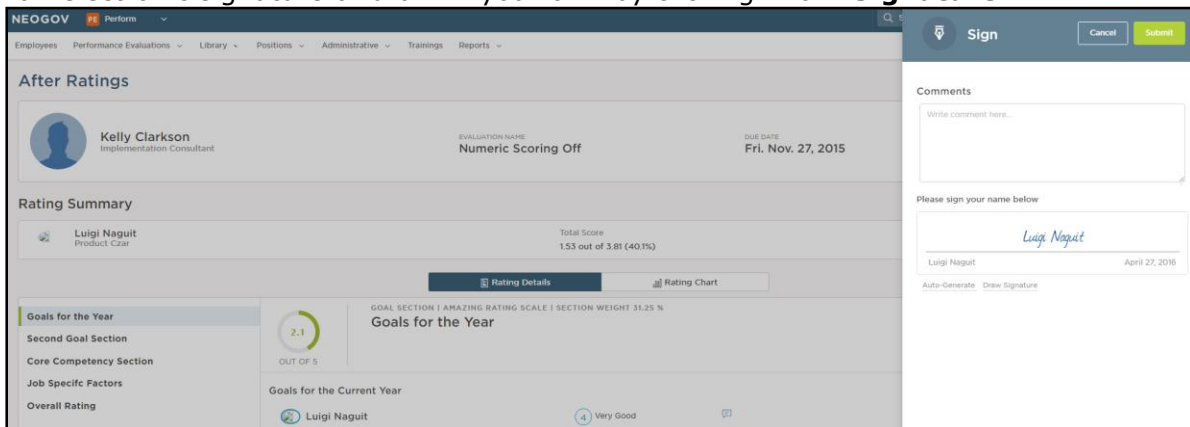 NEOGOV PE Perform
Sign
Cancel
Submit
Employees Performance Evaluations Library Positions Administrative Trainings Reports
After Ratings
Comments
Write comment here...
Kelly Clarkson
Implementation Consultant
EVALUATION NAME
Numeric Scoring Off
DUE DATE
Fri. Nov. 27, 2015
Rating Summary
Please sign your name below
Luigi Naguit
Product Czar
Total Score
1.53 out of 3.81 (40.1%)
Luigi Naguit
Luigi Naguit April 27, 2016
Auto-Generate Draw Signature
Rating Details Rating Chart
Goals for the Year
Second Goal Section
Core Competency Section
Job Specifc Factors
Overall Rating
2.1
OUT OF 5
GOAL SECTION | AMAZING RATING SCALE | SECTION WEIGHT 31.25 %
Goals for the Year
Goals for the Current Year
Luigi Naguit 4 Very Good